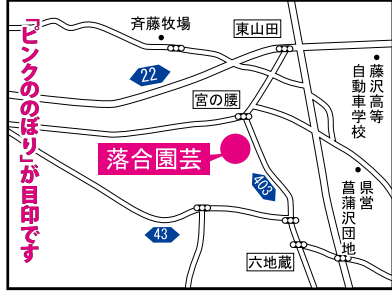 「ピンクののぼり」が目印です
斉藤牧場
東山田
22
宮の腰
藤沢高等
自動車学校
落合園芸
403
県営
菖蒲沢団地
43
六地蔵